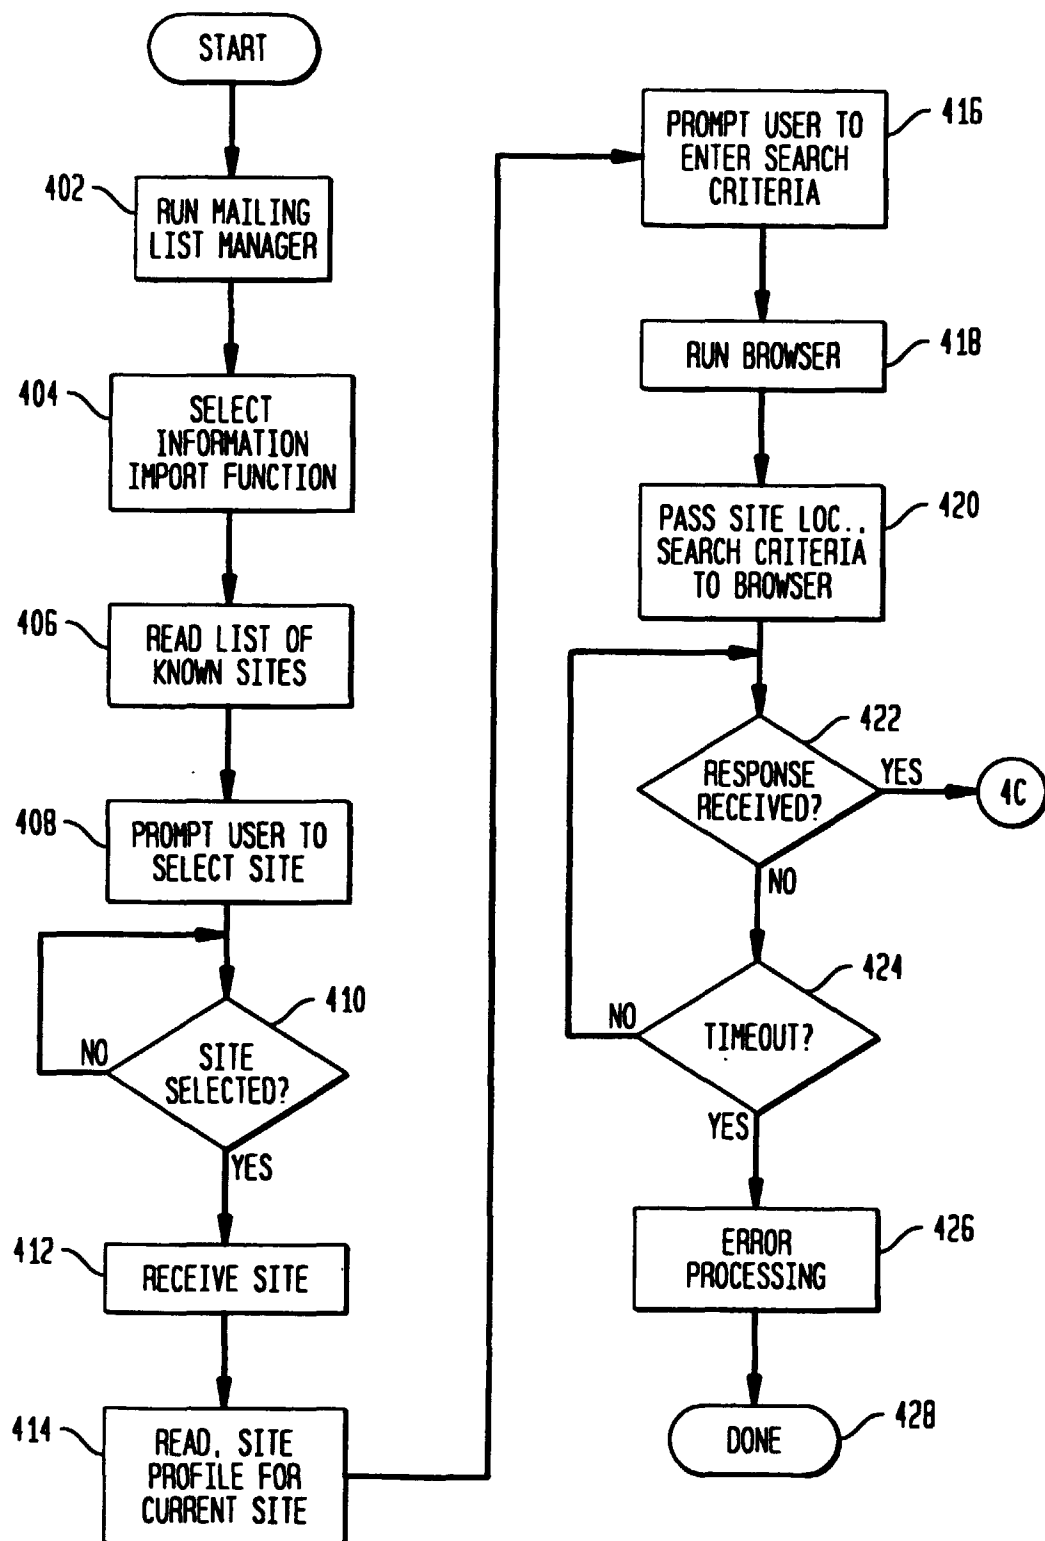 START
402
RUN MAILING
LIST MANAGER
404
SELECT
INFORMATION
IMPORT FUNCTION
406
READ LIST OF
KNOWN SITES
408
PROMPT USER TO
SELECT SITE
410
NO
SITE
SELECTED?
YES
412
RECEIVE SITE
414
READ. SITE
PROFILE FOR
CURRENT SITE
416
PROMPT USER TO
ENTER SEARCH
CRITERIA
418
RUN BROWSER
420
PASS SITE LOC..
SEARCH CRITERIA
TO BROWSER
422
RESPONSE
RECEIVED?
YES
4C
NO
424
NO
TIMEOUT?
YES
426
ERROR
PROCESSING
428
DONE